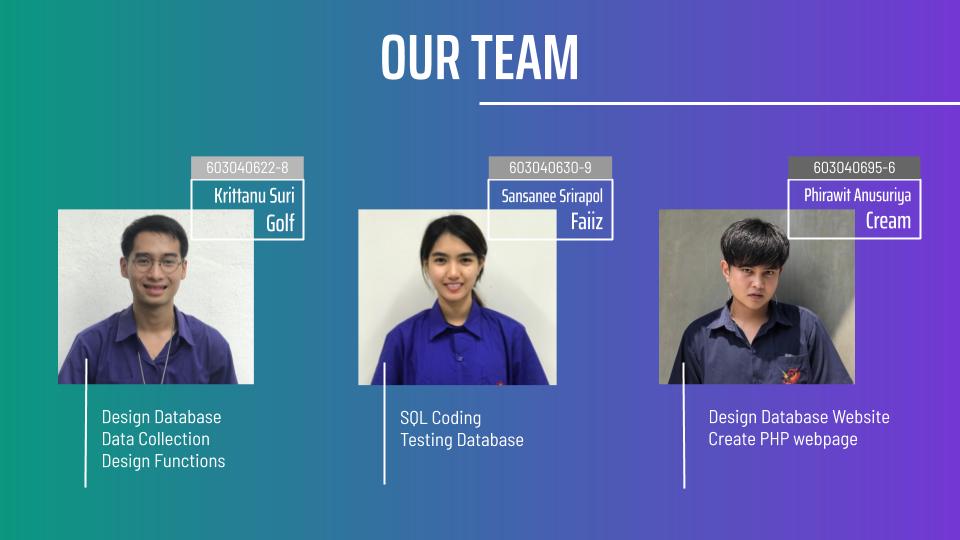 OUR TEAM
603040622-8
Krittanu Suri
Golf
Design Database
Data Collection
Design Functions
603040630-9
Sansanee Srirapol
Faiiz
SQL Coding
Testing Database
603040695-6
Phirawit Anusuriya
Cream
Design Database Website
Create PHP webpage